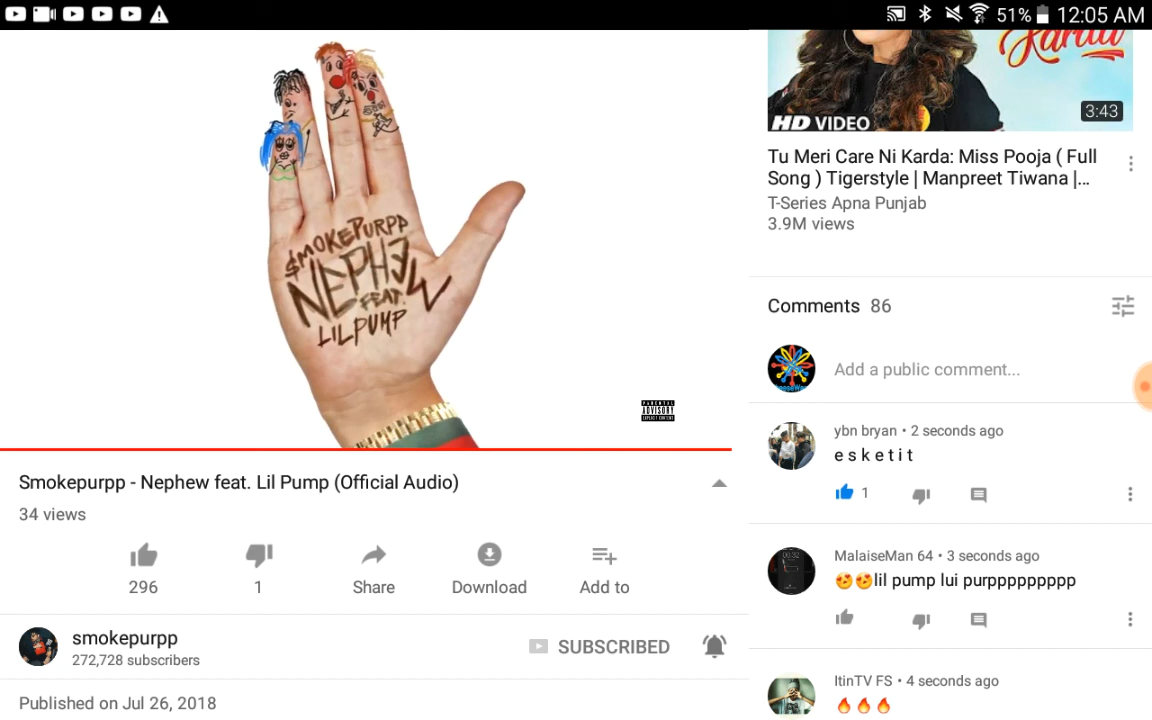 51% 12:05 AM
$MOKEPURPP
NEPHEW
FEAT.
LIL PUMP
PARENTAL
ADVISORY
EXPLICIT CONTENT
Smokepurpp - Nephew feat. Lil Pump (Official Audio)
34 views
296
1
Share
Download
Add to
smokepurpp
272,728 subscribers
SUBSCRIBED
Published on Jul 26, 2018
Karda
HD VIDEO
3:43
Tu Meri Care Ni Karda: Miss Pooja ( Full
Song ) Tigerstyle | Manpreet Tiwana |...
T-Series Apna Punjab
3.9M views
Comments 86
Add a public comment...
ybn bryan • 2 seconds ago
e s k e t i t
1
MalaiseMan 64 • 3 seconds ago
😍😍lil pump lui purppppppppp
ItinTV FS • 4 seconds ago
🔥🔥🔥